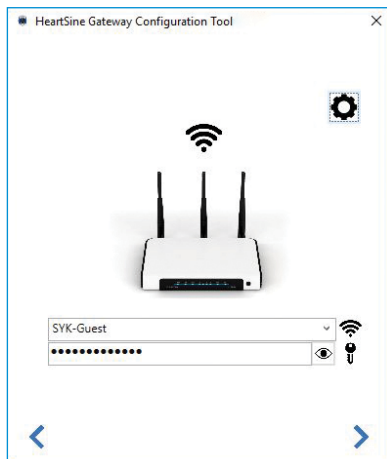 HeartSine Gateway Configuration Tool
SYK-Guest
•••••••••••••